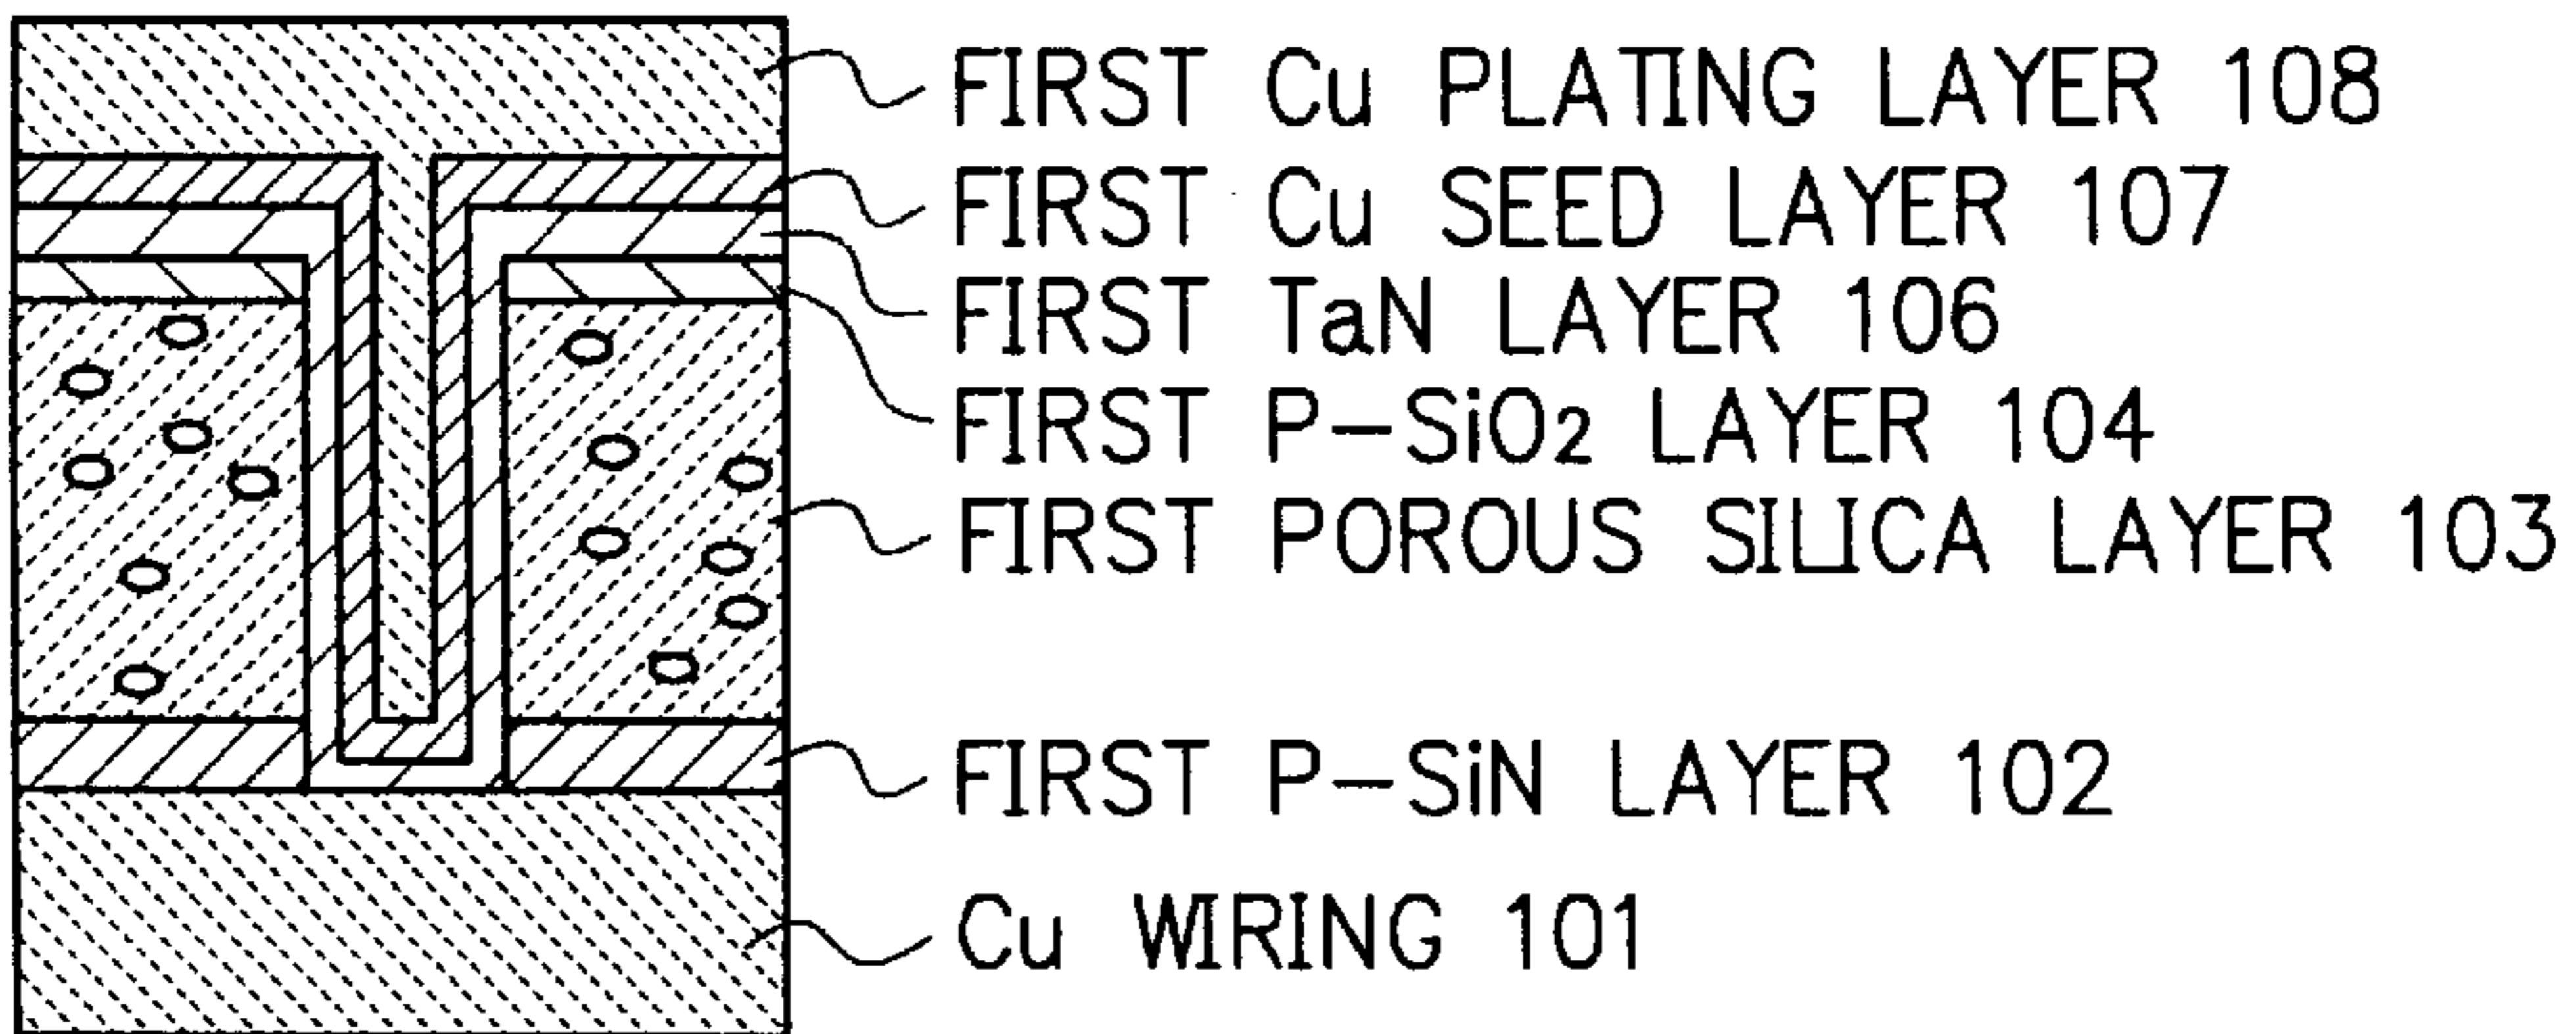 FIRST Cu PLATING LAYER 108
FIRST Cu SEED LAYER 107
FIRST TaN LAYER 106
FIRST P-SiO2 LAYER 104
FIRST POROUS SILICA LAYER 103
FIRST P-SiN LAYER 102
Cu WIRING 101